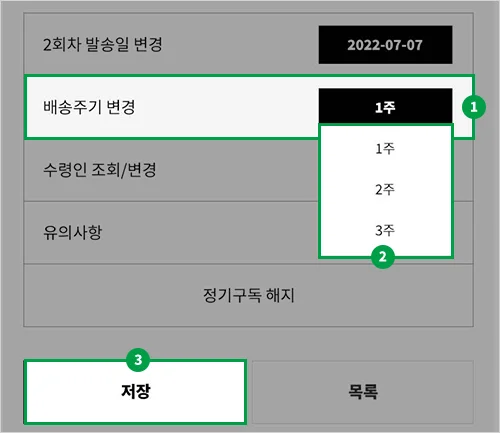 2회차 발송일 변경 2022-07-07
배송주기 변경 1주 1
1주
수령인 조회/변경 2주
유의사항 3주
2
정기구독 해지
3
저장 목록